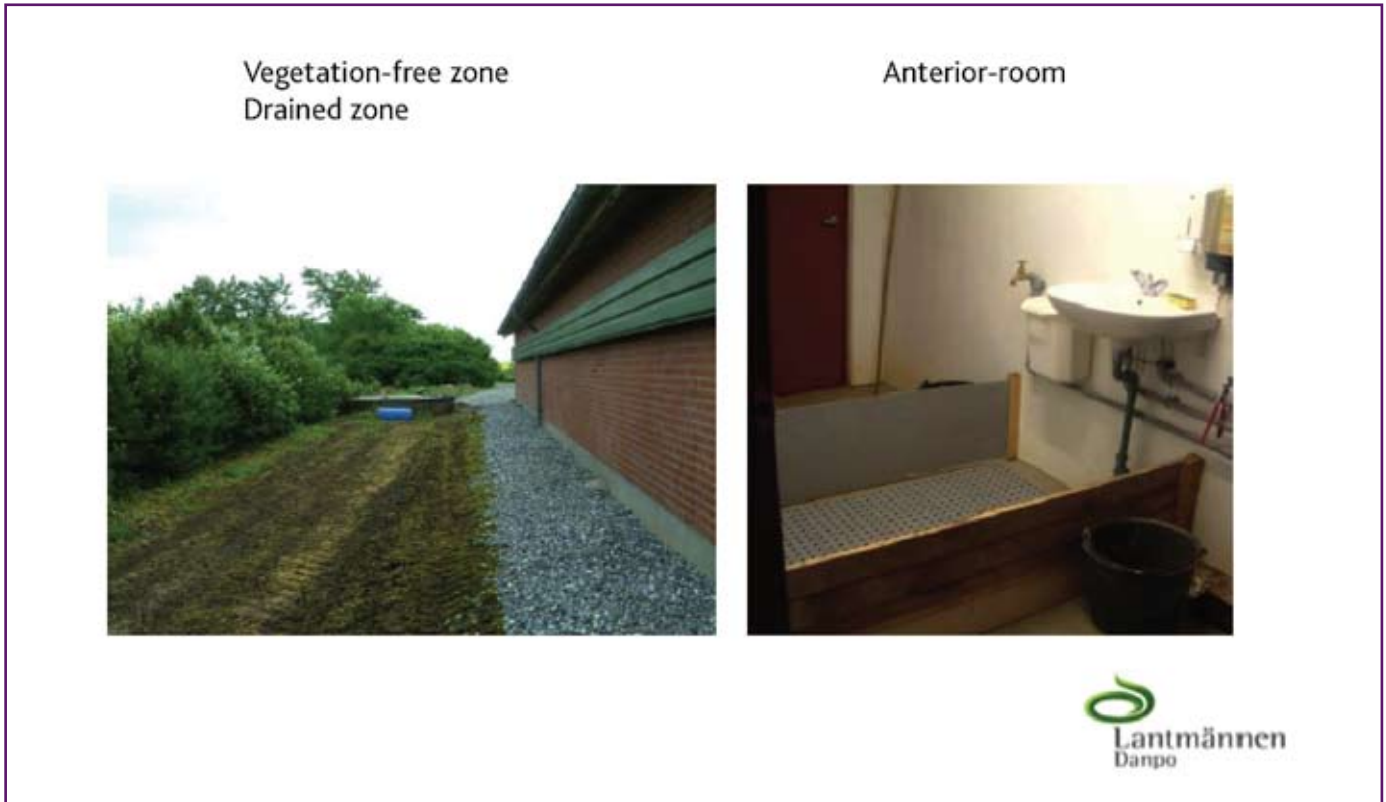 Vegetation-free zone
Drained zone
Anterior-room
Lantmännen
Danpo